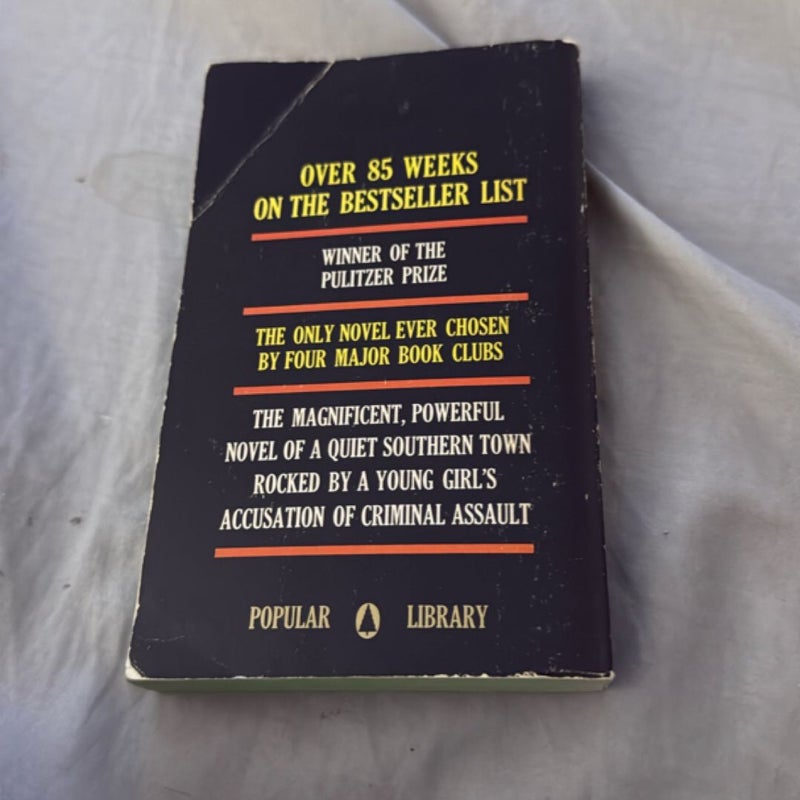 OVER 85 WEEKS
ON THE BESTSELLER LIST
WINNER OF THE
PULITZER PRIZE
THE ONLY NOVEL EVER CHOSEN
BY FOUR MAJOR BOOK CLUBS
THE MAGNIFICENT, POWERFUL
NOVEL OF A QUIET SOUTHERN TOWN
ROCKED BY A YOUNG GIRL'S
ACCUSATION OF CRIMINAL ASSAULT
POPULAR LIBRARY